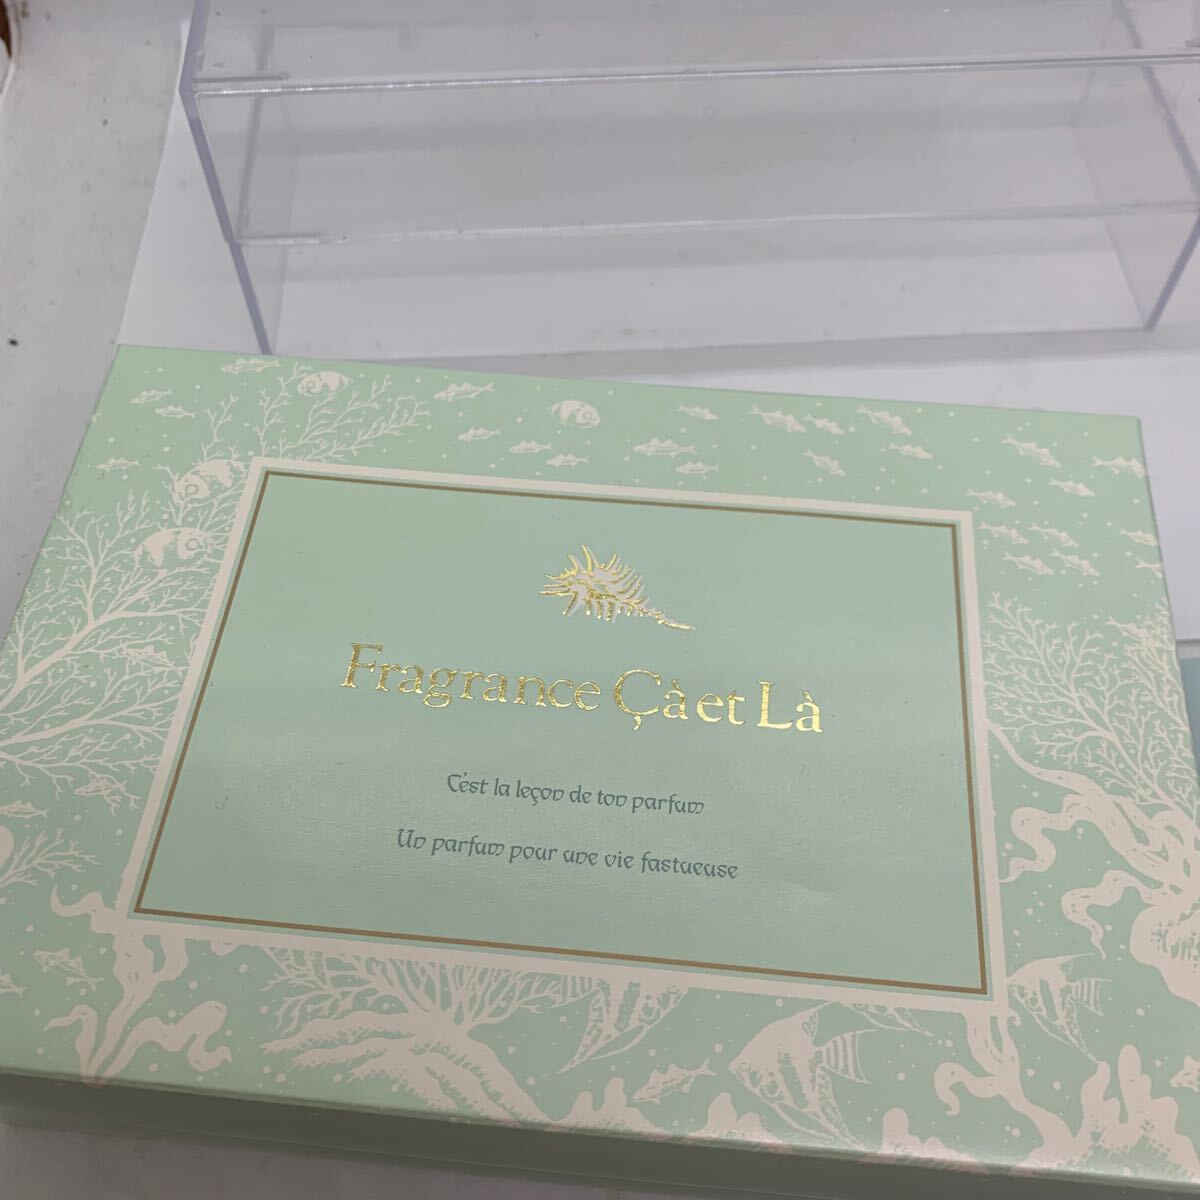 Fragrance Çà et Là
C'est la leçon de ton parfum
Un parfum pour une vie fastueuse